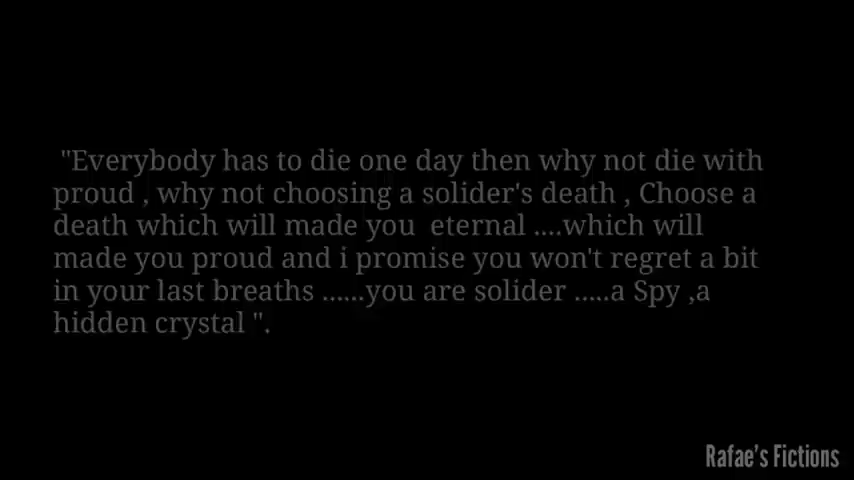 "Everybody has to die one day then why not die with
proud , why not choosing a solider's death , Choose a
death which will made you  eternal ....which will
made you proud and i promise you won't regret a bit
in your last breaths ......you are solider .....a Spy ,a
hidden crystal ".
Rafae's Fictions